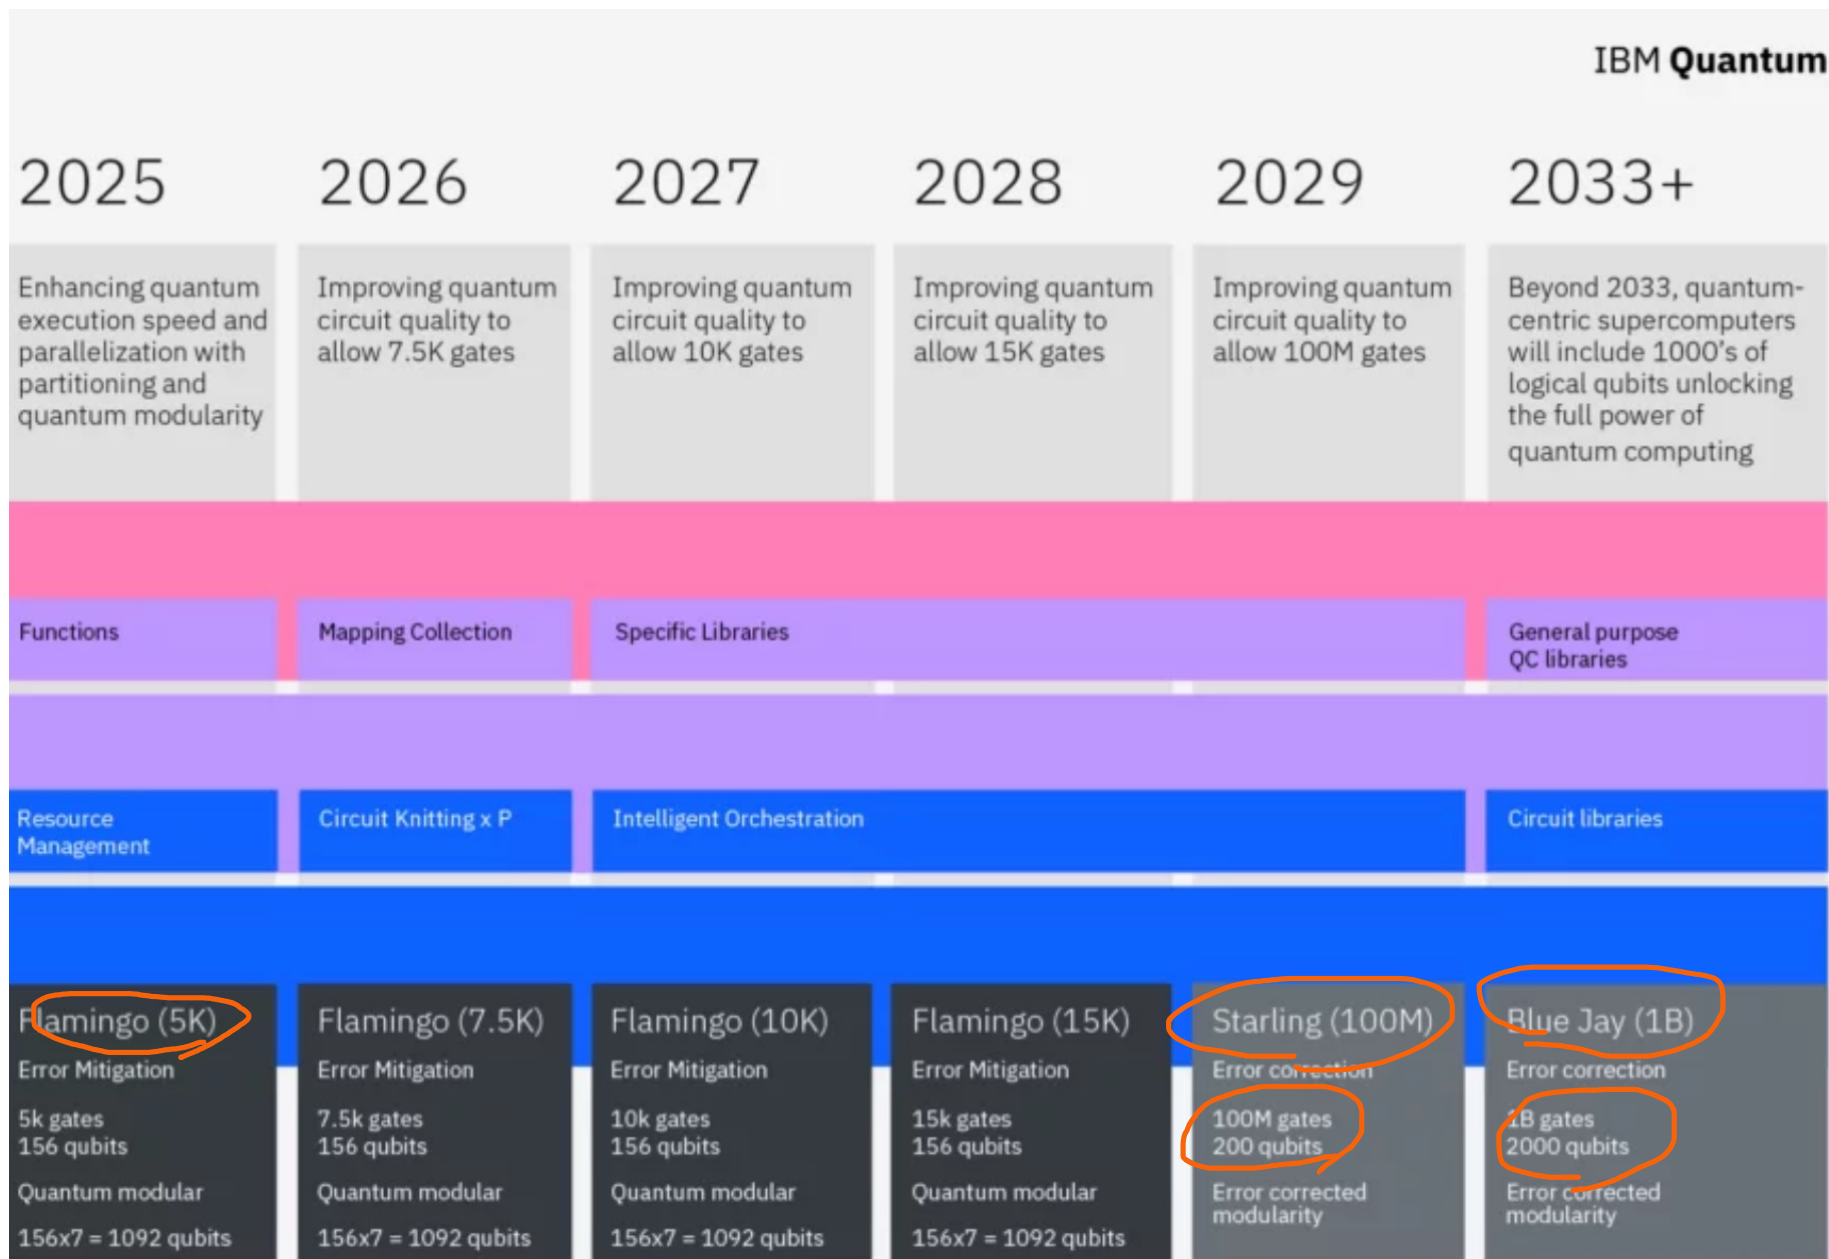 IBM Quantum
2025
2026
2027
2028
2029
2033+
Enhancing quantum
execution speed and
parallelization with
partitioning and
quantum modularity
Improving quantum
circuit quality to
allow 7.5K gates
Improving quantum
circuit quality to
allow 10K gates
Improving quantum
circuit quality to
allow 15K gates
Improving quantum
circuit quality to
allow 100M gates
Beyond 2033, quantum-
centric supercomputers
will include 1000's of
logical qubits unlocking
the full power of
quantum computing
Functions
Mapping Collection
Specific Libraries
General purpose
QC libraries
Resource
Management
Circuit Knitting x P
Intelligent Orchestration
Circuit libraries
Flamingo (5K)
Error Mitigation
5k gates
156 qubits
Quantum modular
156x7 = 1092 qubits
Flamingo (7.5K)
Error Mitigation
7.5k gates
156 qubits
Quantum modular
156x7 = 1092 qubits
Flamingo (10K)
Error Mitigation
10k gates
156 qubits
Quantum modular
156x7 = 1092 qubits
Flamingo (15K)
Error Mitigation
15k gates
156 qubits
Quantum modular
156x7 = 1092 qubits
Starling (100M)
Error correction
100M gates
200 qubits
Error corrected
modularity
Blue Jay (1B)
Error correction
1B gates
2000 qubits
Error corrected
modularity